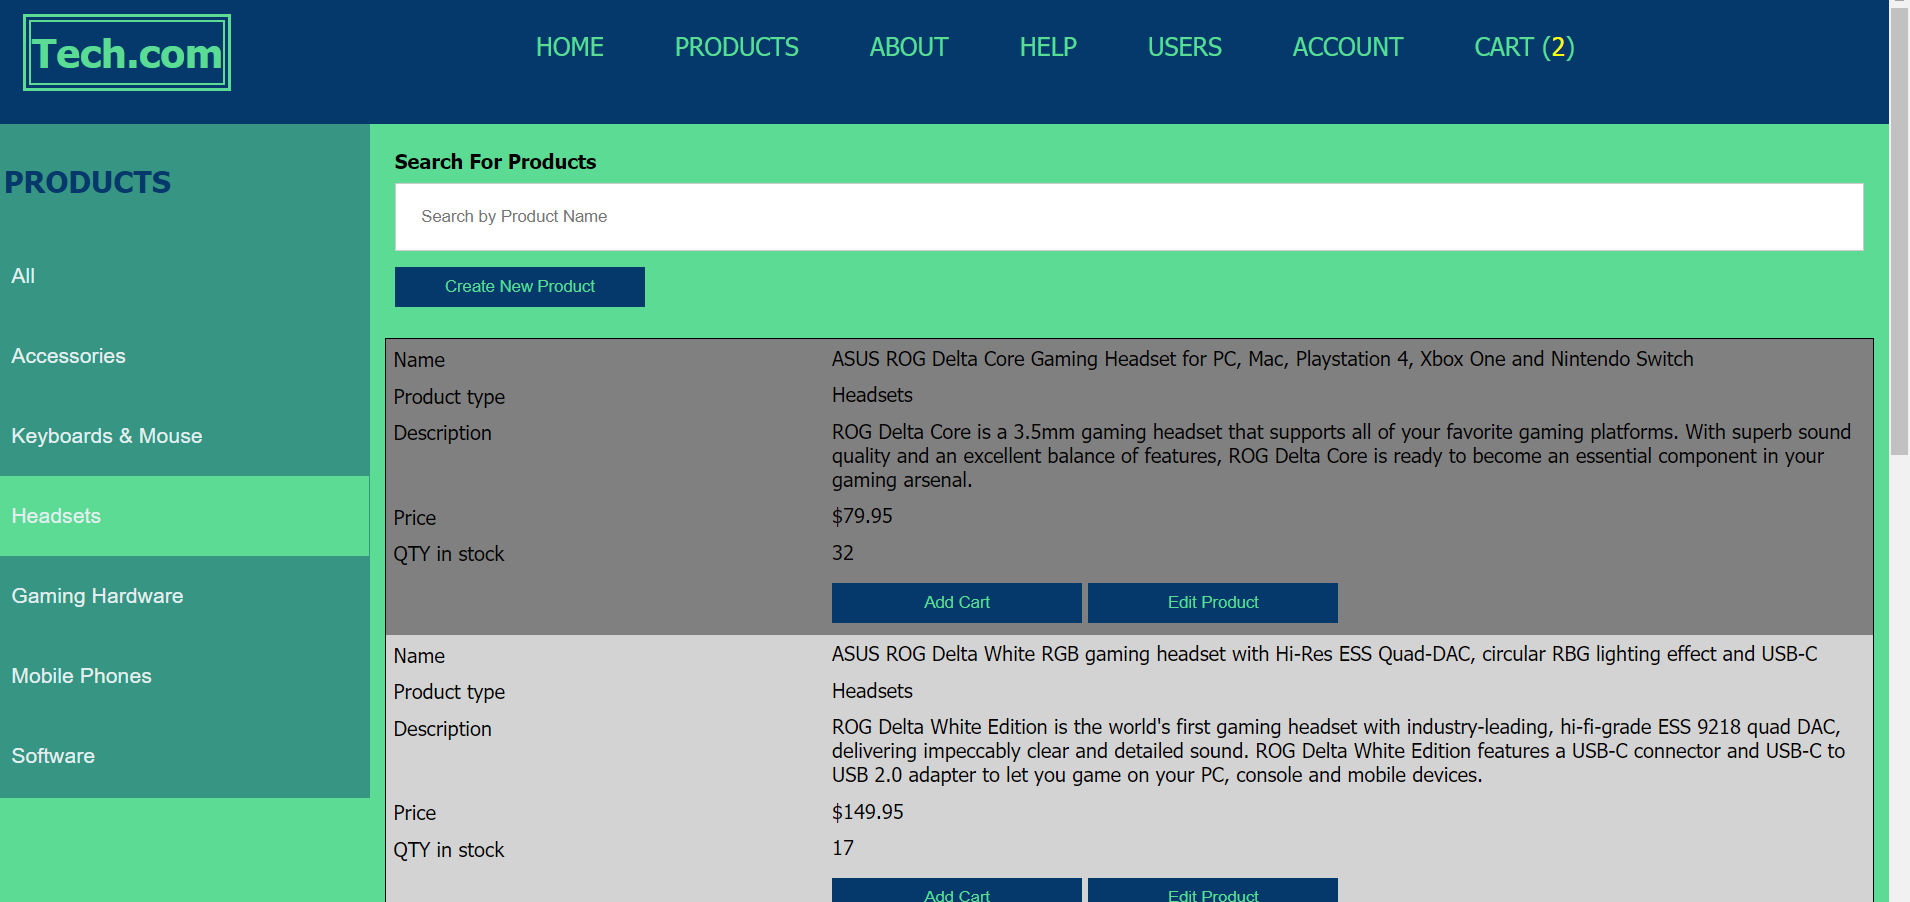 Tech.com
HOME PRODUCTS ABOUT HELP USERS ACCOUNT CART (2)
PRODUCTS
All
Accessories
Keyboards & Mouse
Headsets
Gaming Hardware
Mobile Phones
Software
Search For Products
Search by Product Name
Create New Product
Name ASUS ROG Delta Core Gaming Headset for PC, Mac, Playstation 4, Xbox One and Nintendo Switch
Product type Headsets
Description ROG Delta Core is a 3.5mm gaming headset that supports all of your favorite gaming platforms. With superb sound
quality and an excellent balance of features, ROG Delta Core is ready to become an essential component in your
gaming arsenal.
Price $79.95
QTY in stock 32
Add Cart Edit Product
Name ASUS ROG Delta White RGB gaming headset with Hi-Res ESS Quad-DAC, circular RBG lighting effect and USB-C
Product type Headsets
Description ROG Delta White Edition is the world's first gaming headset with industry-leading, hi-fi-grade ESS 9218 quad DAC,
delivering impeccably clear and detailed sound. ROG Delta White Edition features a USB-C connector and USB-C to
USB 2.0 adapter to let you game on your PC, console and mobile devices.
Price $149.95
QTY in stock 17
Add Cart Edit Product